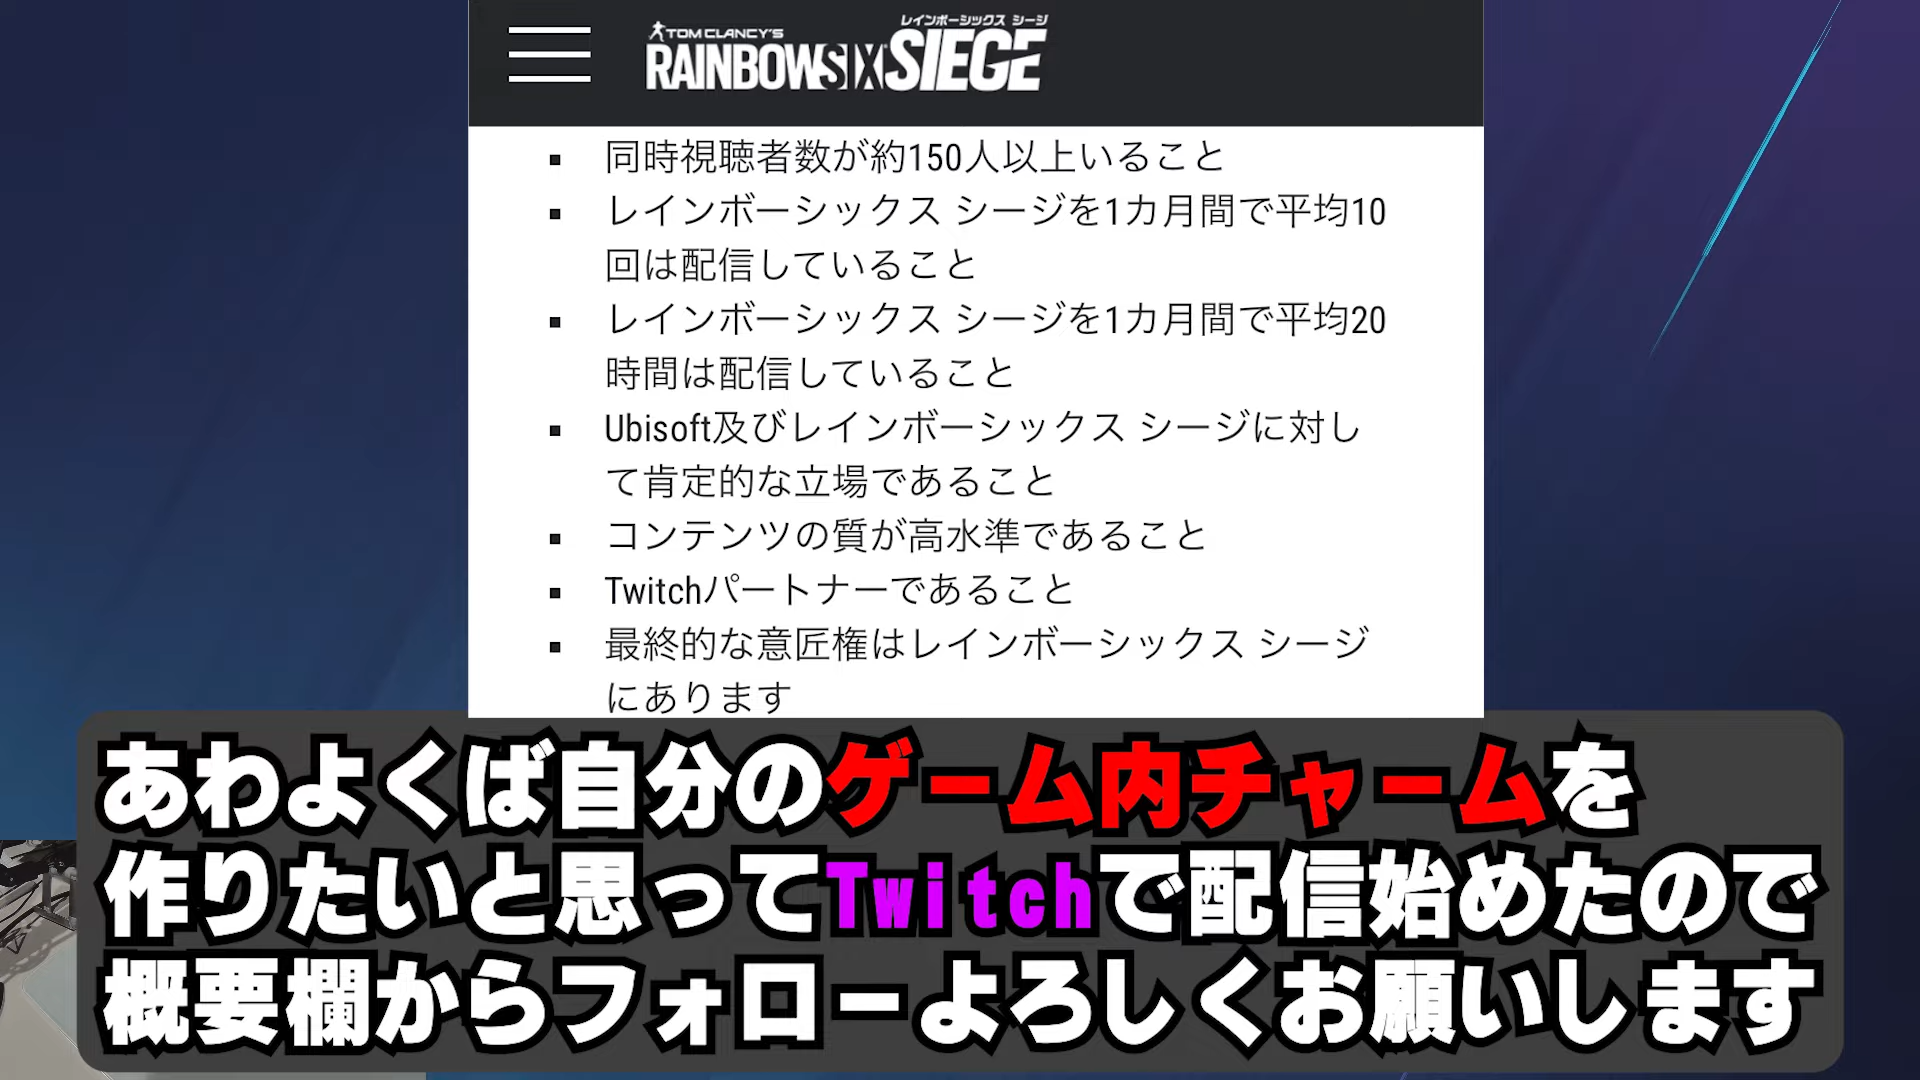 レインボーシックス シージ
TOM CLANCY'S
RAINBOWSIX SIEGE
同時視聴者数が約150人以上いること
レインボーシックス シージを1カ月間で平均10
回は配信していること
レインボーシックス シージを1カ月間で平均20
時間は配信していること
Ubisoft及びレインボーシックス シージに対し
て肯定的な立場であること
コンテンツの質が高水準であること
Twitchパートナーであること
最終的な意匠権はレインボーシックス シージ
にあります
あわよくば自分のゲーム内チャームを
作りたいと思ってTwitchで配信始めたので
概要欄からフォローよろしくお願いします